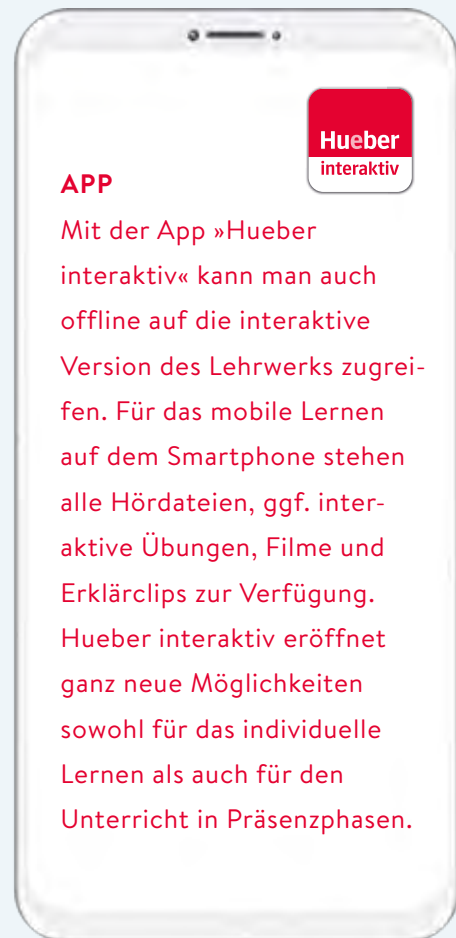 Hueber
interaktiv
APP
Mit der App »Hueber
interaktiv« kann man auch
offline auf die interaktive
Version des Lehrwerks zugrei-
fen. Für das mobile Lernen
auf dem Smartphone stehen
alle Hördateien, ggf. inter-
aktive Übungen, Filme und
Erklärclips zur Verfügung.
Hueber interaktiv eröffnet
ganz neue Möglichkeiten
sowohl für das individuelle
Lernen als auch für den
Unterricht in Präsenzphasen.